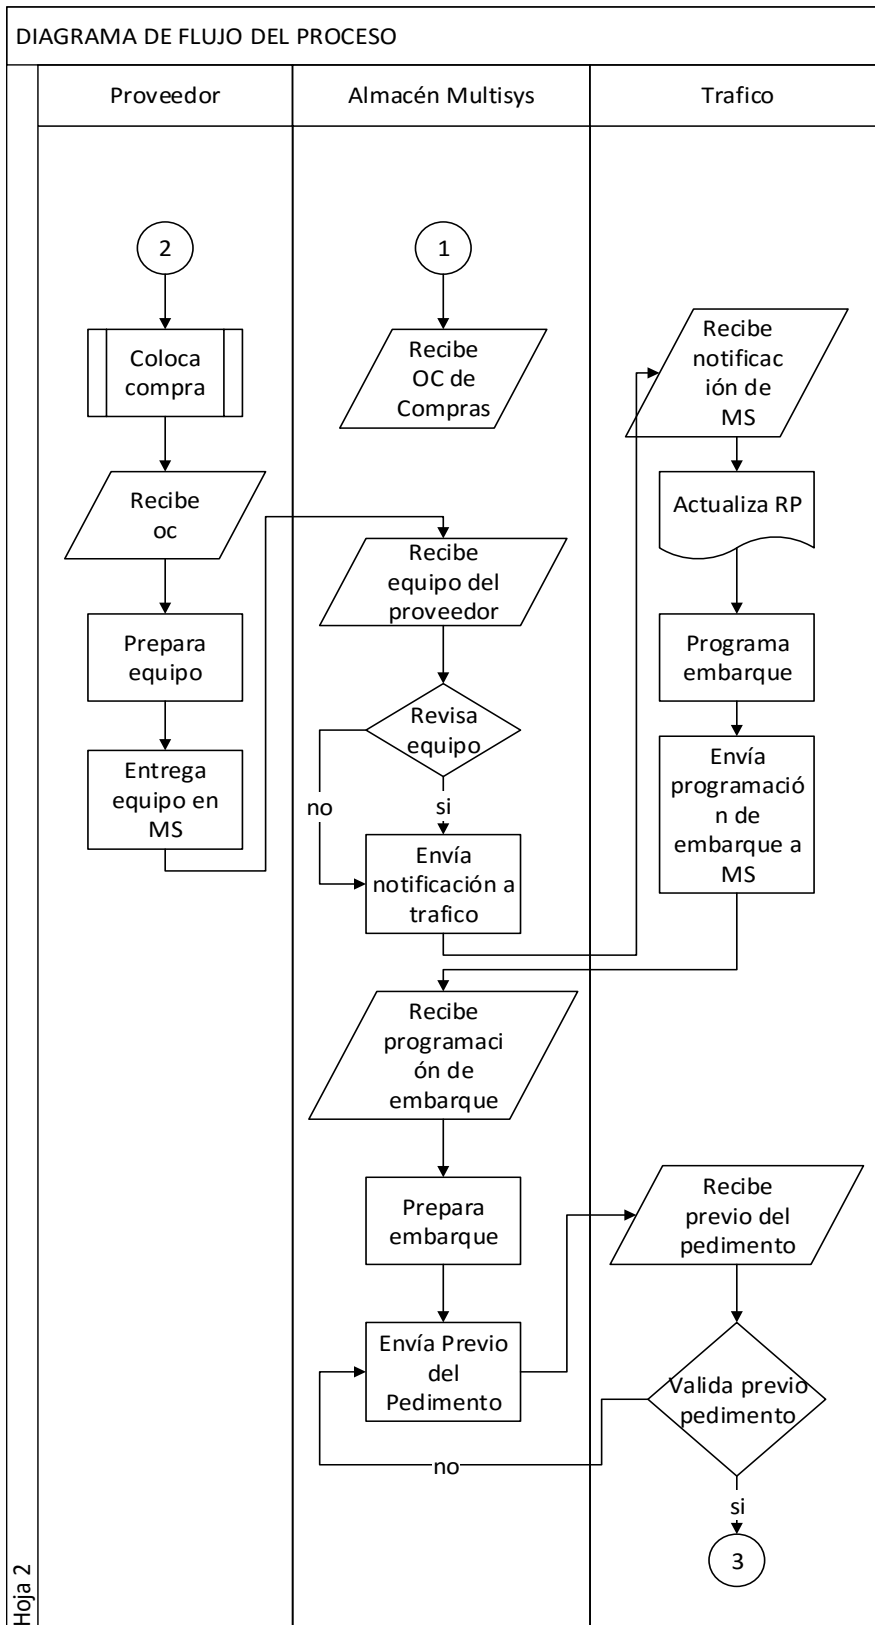 DIAGRAMA DE FLUJO DEL PROCESO
Proveedor
Almacén Multisys
Trafico
2
1
Coloca
compra
Recibe
OC de
Compras
Recibe
notificac
ión de
MS
Recibe
oc
Actualiza RP
Recibe
equipo del
proveedor
Prepara
equipo
Programa
embarque
Revisa
equipo
Entrega
equipo en
MS
no
si
Envía
programació
n de
embarque a
MS
Envía
notificación a
trafico
Recibe
programaci
ón de
embarque
Prepara
embarque
Recibe
previo del
pedimento
Envía Previo
del
Pedimento
Valida previo
pedimento
no
si
3
Hoja 2